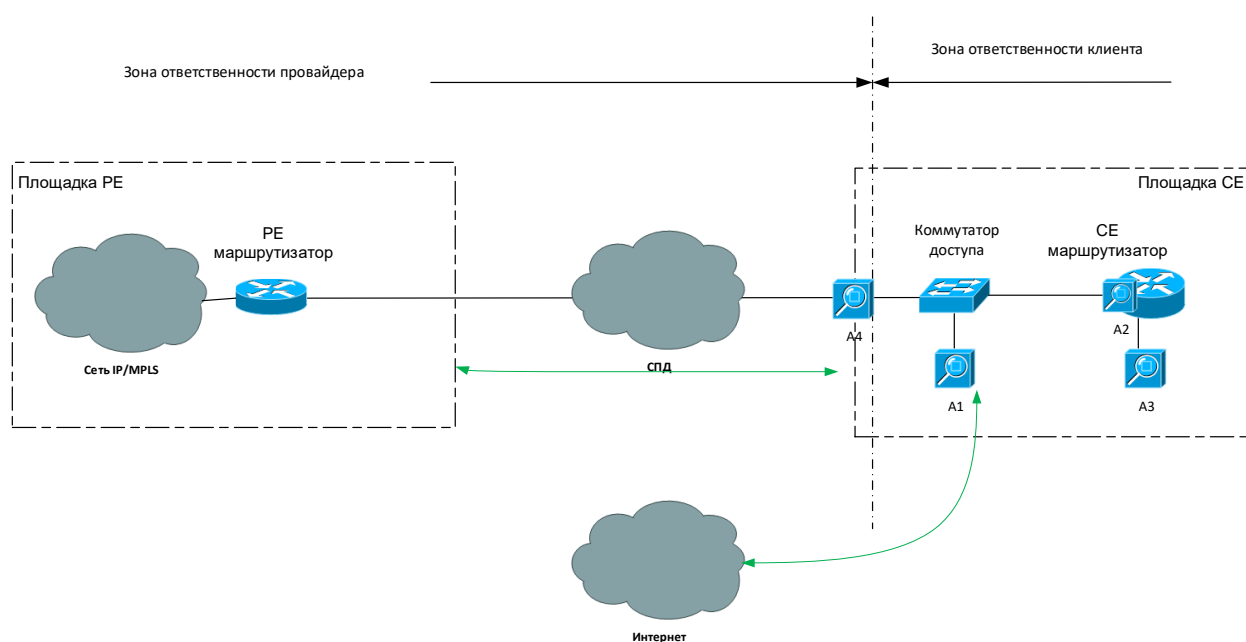 Зона ответственности клиента
Зона ответственности провайдера
Площадка PE
Площадка CE
PE
маршрутизатор
Коммутатор
доступа
CE
маршрутизатор
Сеть IP/MPLS
СПД
A4
A2
A1
A3
Интернет